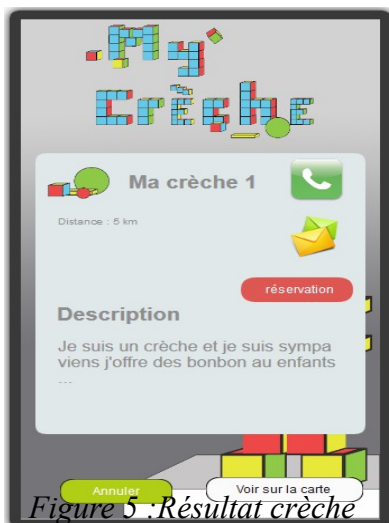 My
Crèche
Ma crèche 1
Distance : 5 km
réservation
Description
Je suis un crèche et je suis sympa
viens j'offre des bonbon au enfants
...
Annuler
Voir sur la carte
Figure 5 :Résultat crèche